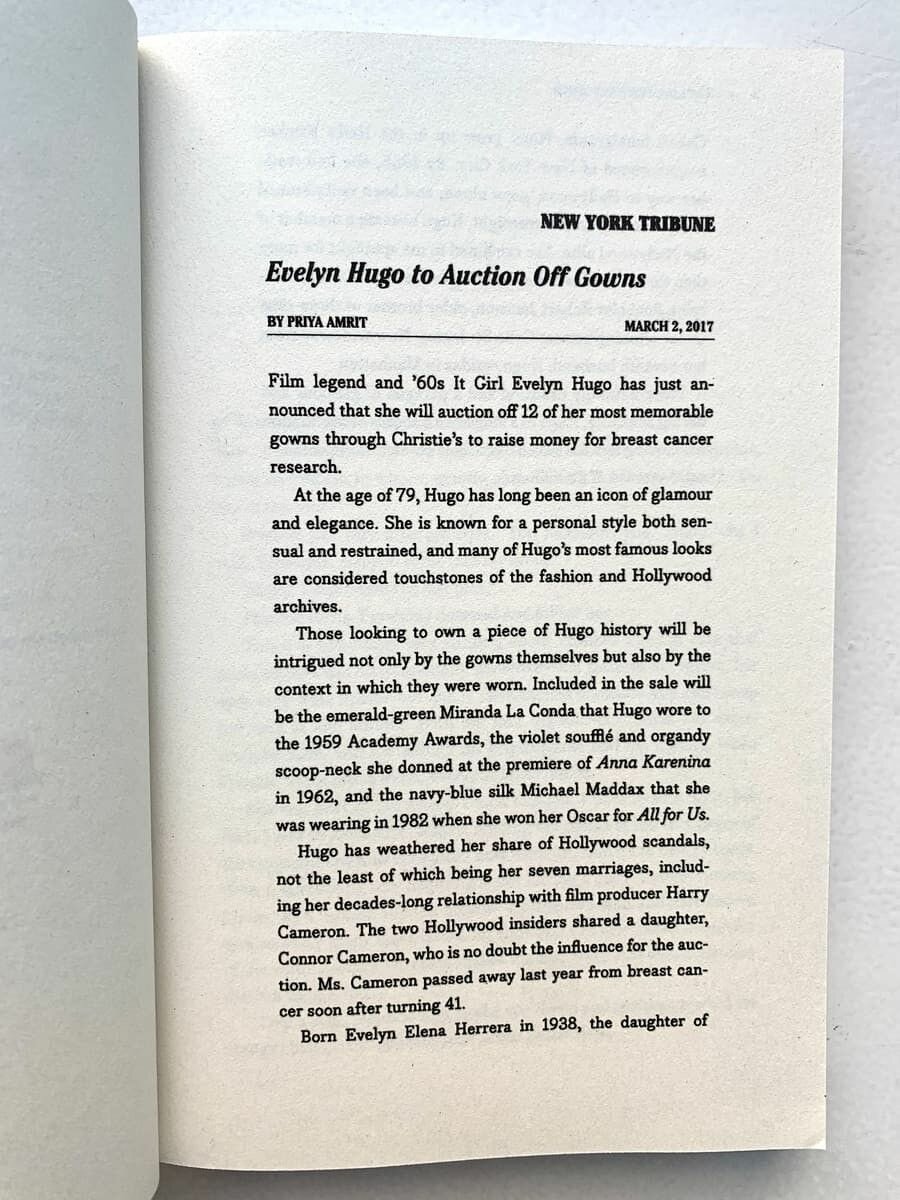 NEW YORK TRIBUNE
Evelyn Hugo to Auction Off Gowns
BY PRIYA AMRIT MARCH 2, 2017
Film legend and ’60s It Girl Evelyn Hugo has just an-
nounced that she will auction off 12 of her most memorable
gowns through Christie’s to raise money for breast cancer
research.
At the age of 79, Hugo has long been an icon of glamour
and elegance. She is known for a personal style both sen-
sual and restrained, and many of Hugo’s most famous looks
are considered touchstones of the fashion and Hollywood
archives.
Those looking to own a piece of Hugo history will be
intrigued not only by the gowns themselves but also by the
context in which they were worn. Included in the sale will
be the emerald-green Miranda La Conda that Hugo wore to
the 1959 Academy Awards, the violet soufflé and organdy
scoop-neck she donned at the premiere of Anna Karenina
in 1962, and the navy-blue silk Michael Maddax that she
was wearing in 1982 when she won her Oscar for All for Us.
Hugo has weathered her share of Hollywood scandals,
not the least of which being her seven marriages, includ-
ing her decades-long relationship with film producer Harry
Cameron. The two Hollywood insiders shared a daughter,
Connor Cameron, who is no doubt the influence for the auc-
tion. Ms. Cameron passed away last year from breast can-
cer soon after turning 41.
Born Evelyn Elena Herrera in 1938, the daughter of